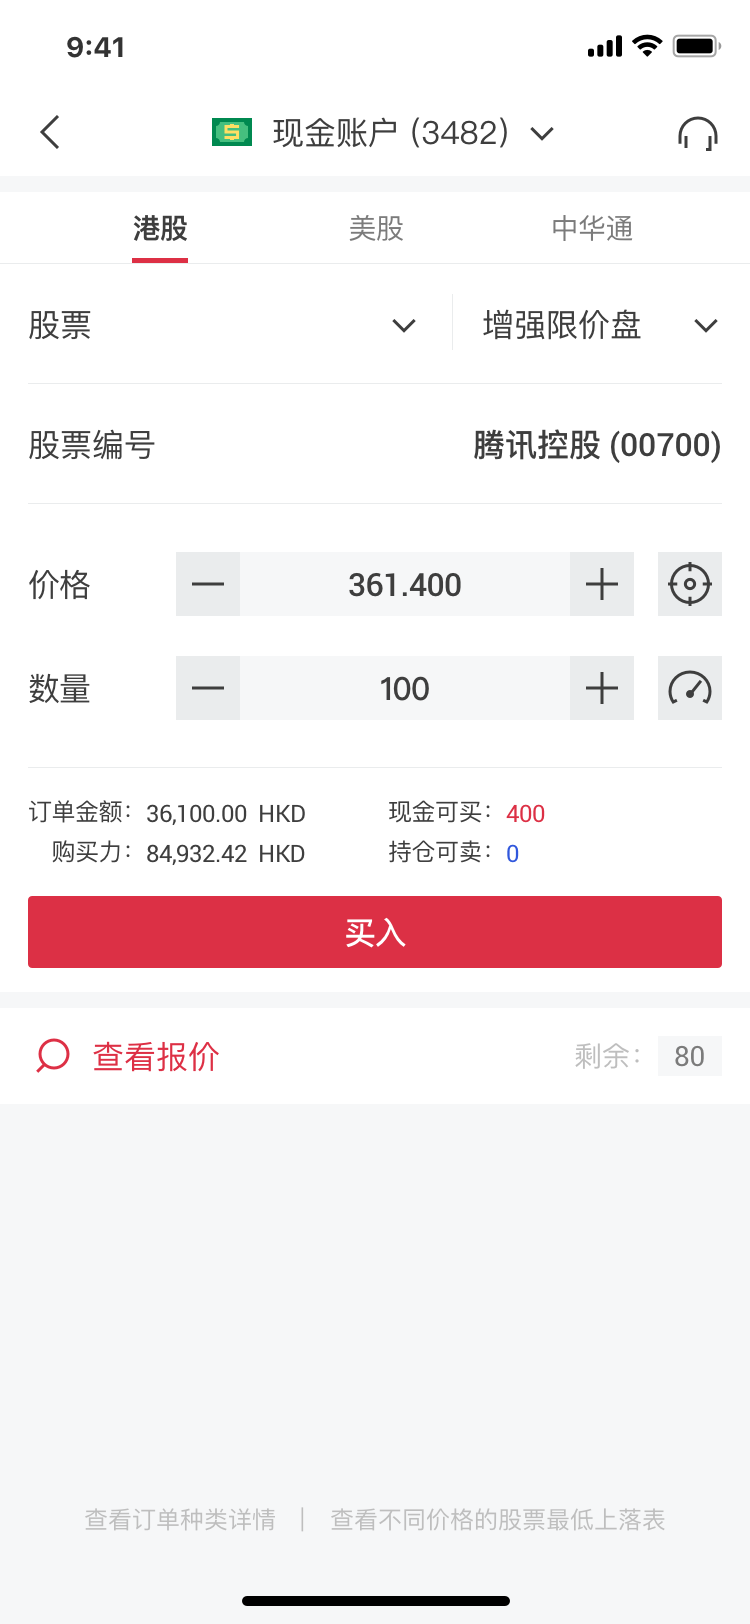 9:41
现金账户 (3482)
港股 美股 中华通
股票 增强限价盘
股票编号 腾讯控股 (00700)
价格 361.400
数量 100
订单金额： 36,100.00 HKD 现金可买： 400
购买力： 84,932.42 HKD 持仓可卖： 0
买入
查看报价 剩余： 80
查看订单种类详情 | 查看不同价格的股票最低上落表